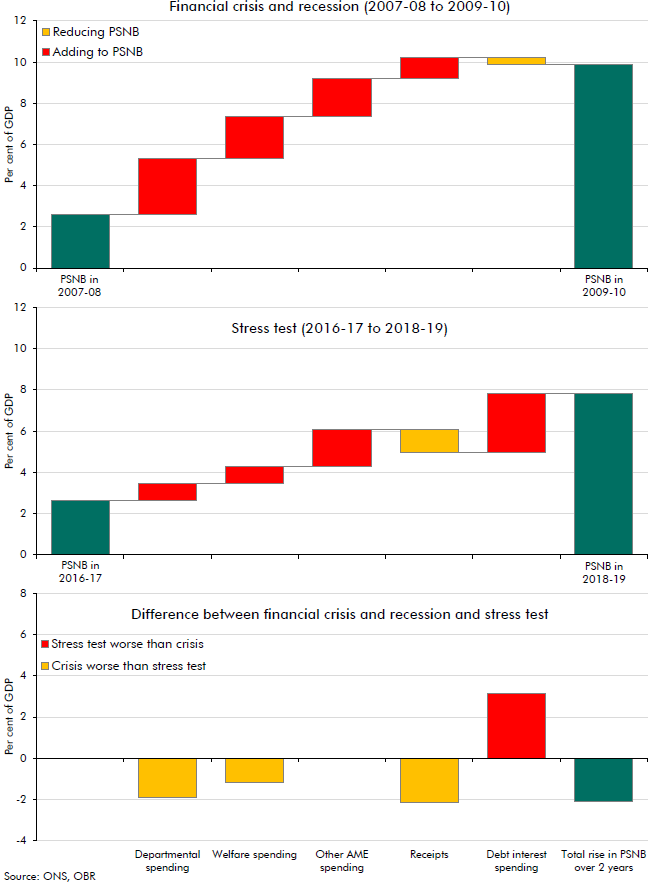 Financial crisis and recession (2007-08 to 2009-10)
12
10
8
6
4
2
0
Per cent of GDP
Reducing PSNB
Adding to PSNB
PSNB in
2007-08
PSNB in
2009-10
Stress test (2016-17 to 2018-19)
12
10
8
6
4
2
0
Per cent of GDP
PSNB in
2016-17
PSNB in
2018-19
Difference between financial crisis and recession and stress test
8
6
4
2
0
-2
-4
Per cent of GDP
Stress test worse than crisis
Crisis worse than stress test
Departmental
spending
Welfare spending
Other AME
spending
Receipts
Debt interest
spending
Total rise in PSNB
over 2 years
Source: ONS, OBR